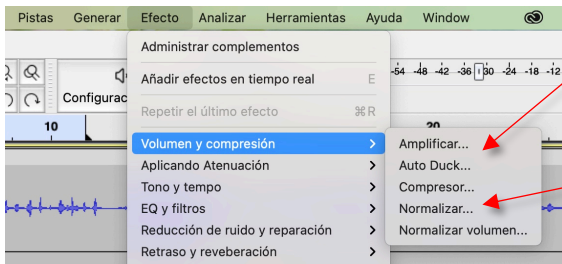 Pistas Generar Efecto Analizar Herramientas Ayuda Window
Administrar complementos
Añadir efectos en tiempo real E
-54 -48 -42 -36 30 -24 -18 -12
Configurac
Repetir el último efecto ⌘R
10
20
Volumen y compresión >
Amplificar...
Aplicando Atenuación >
Auto Duck...
Tono y tempo >
Compresor...
EQ y filtros >
Normalizar...
Reducción de ruido y reparación >
Normalizar volumen...
Retraso y reveberación >